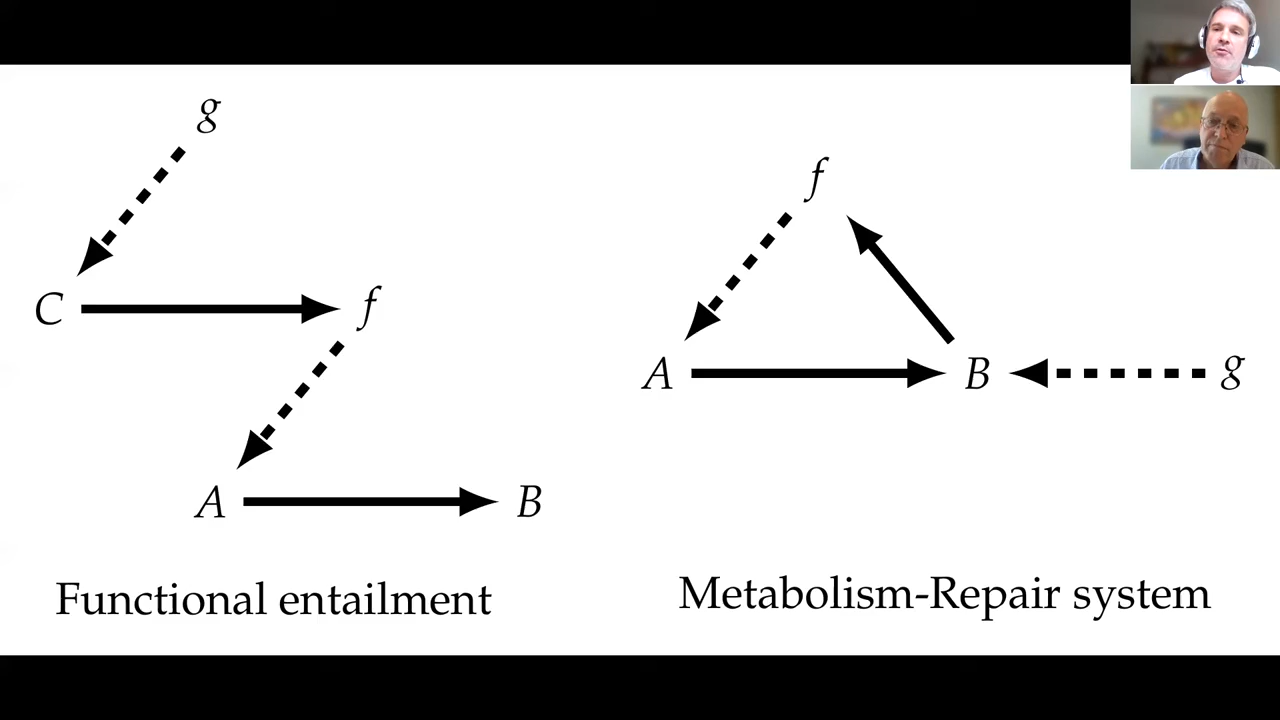 g
C f
A B
Functional entailment
f
A B g
Metabolism-Repair system